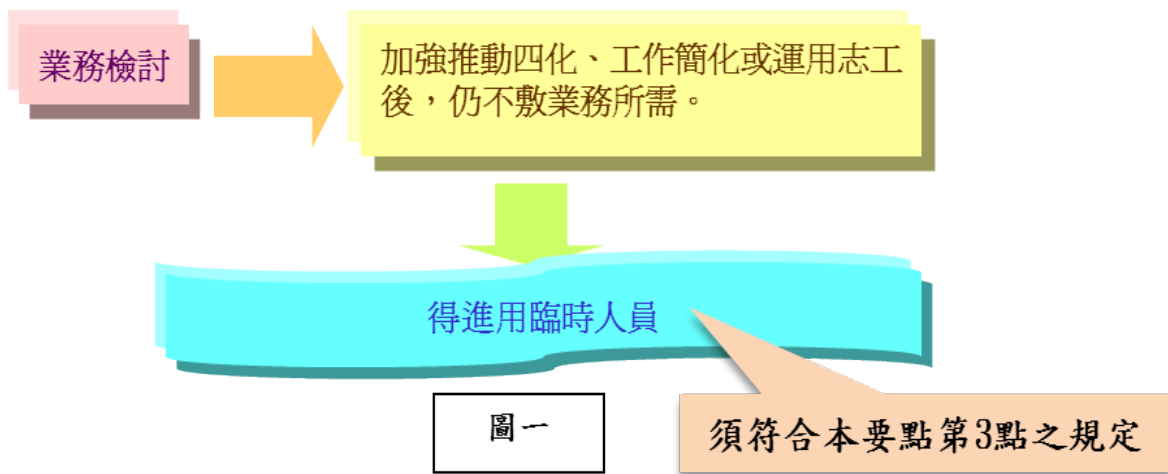 業務檢討
加強推動四化、工作簡化或運用志工
後，仍不敷業務所需。
得進用臨時人員
圖一
須符合本要點第3點之規定